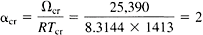 α_cr = Ω_cr / RT_cr = 25,390 / 8.3144 × 1413 = 2